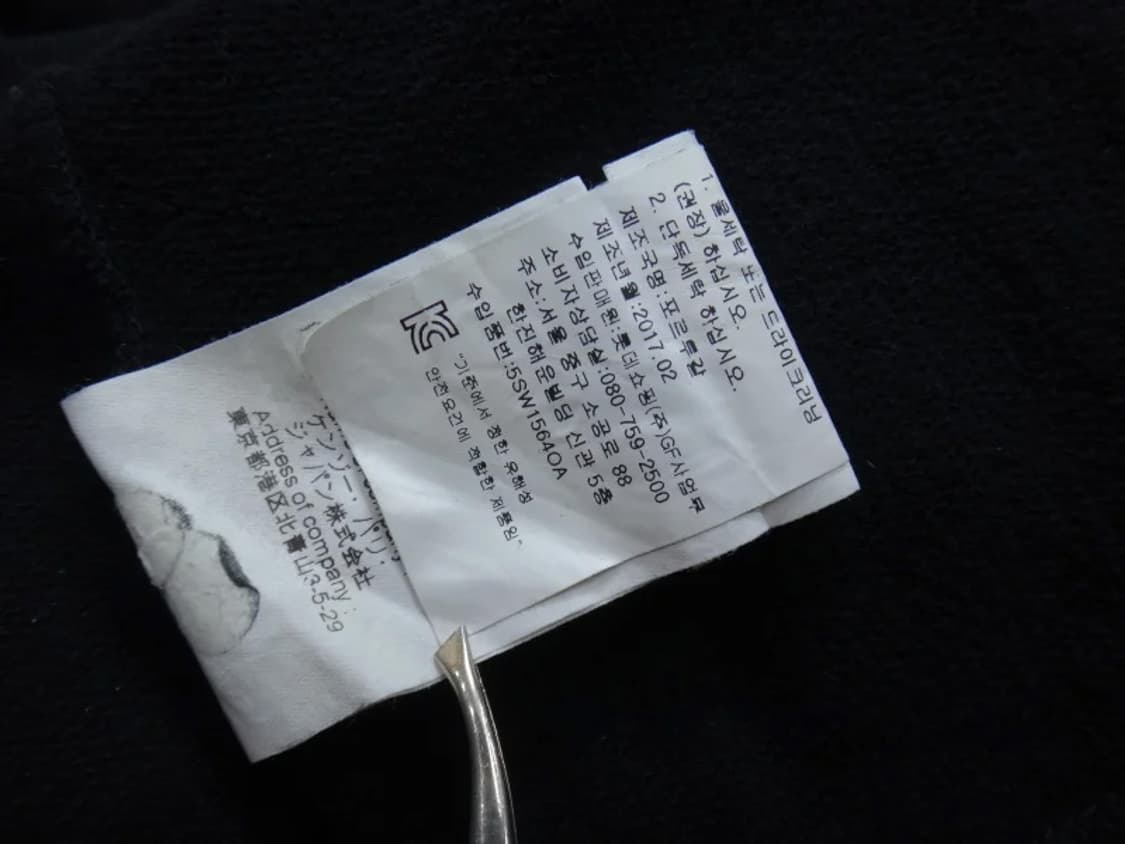 1. 물세탁 또는 드라이크리닝
(권장) 하십시오.
2. 단독세탁 하십시오.
제조국명:포르투갈
제조년월:2017.02
수입판매원:롯데쇼핑(주)GF사업부
소비자상담실:080-759-2500
주소:서울 중구 소공로 88
한진해운빌딩 신관 5층
수입품번:5SW1564OA
"기준에서 정한 유해성
안전요건에 적합한 제품임"
ケンゾー・パリ・
ジャパン株式会社
Address of company :
東京都港区北青山3-5-29